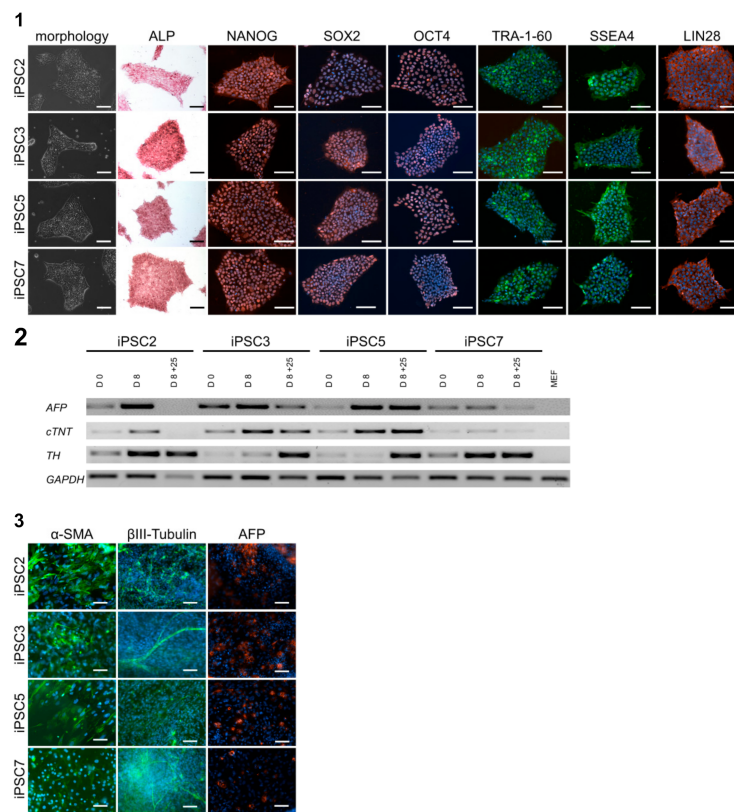 1
morphology ALP NANOG SOX2 OCT4 TRA-1-60 SSEA4 LIN28
iPSC2
iPSC3
iPSC5
iPSC7
2
iPSC2 iPSC3 iPSC5 iPSC7
D 0 D 8 D 8 +25 D 0 D 8 D 8 +25 D 0 D 8 D 8 +25 D 0 D 8 D 8 +25 MEF
AFP
cTNT
TH
GAPDH
3
α-SMA βIII-Tubulin AFP
iPSC2
iPSC3
iPSC5
iPSC7